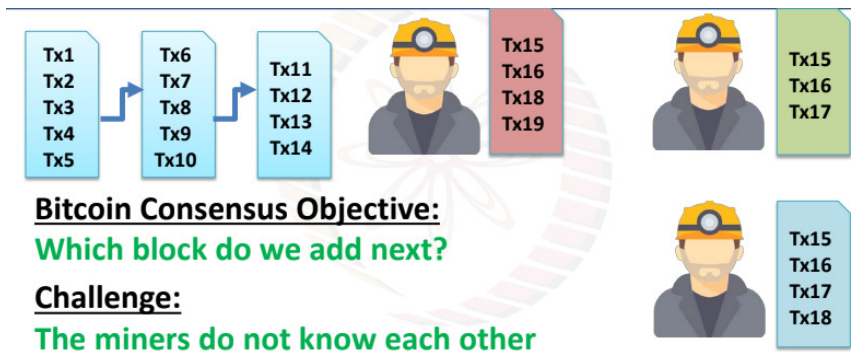 Tx1
Tx2
Tx3
Tx4
Tx5
Tx6
Tx7
Tx8
Tx9
Tx10
Tx11
Tx12
Tx13
Tx14
Tx15
Tx16
Tx18
Tx19
Tx15
Tx16
Tx17
Bitcoin Consensus Objective:
Which block do we add next?
Challenge:
The miners do not know each other
Tx15
Tx16
Tx17
Tx18